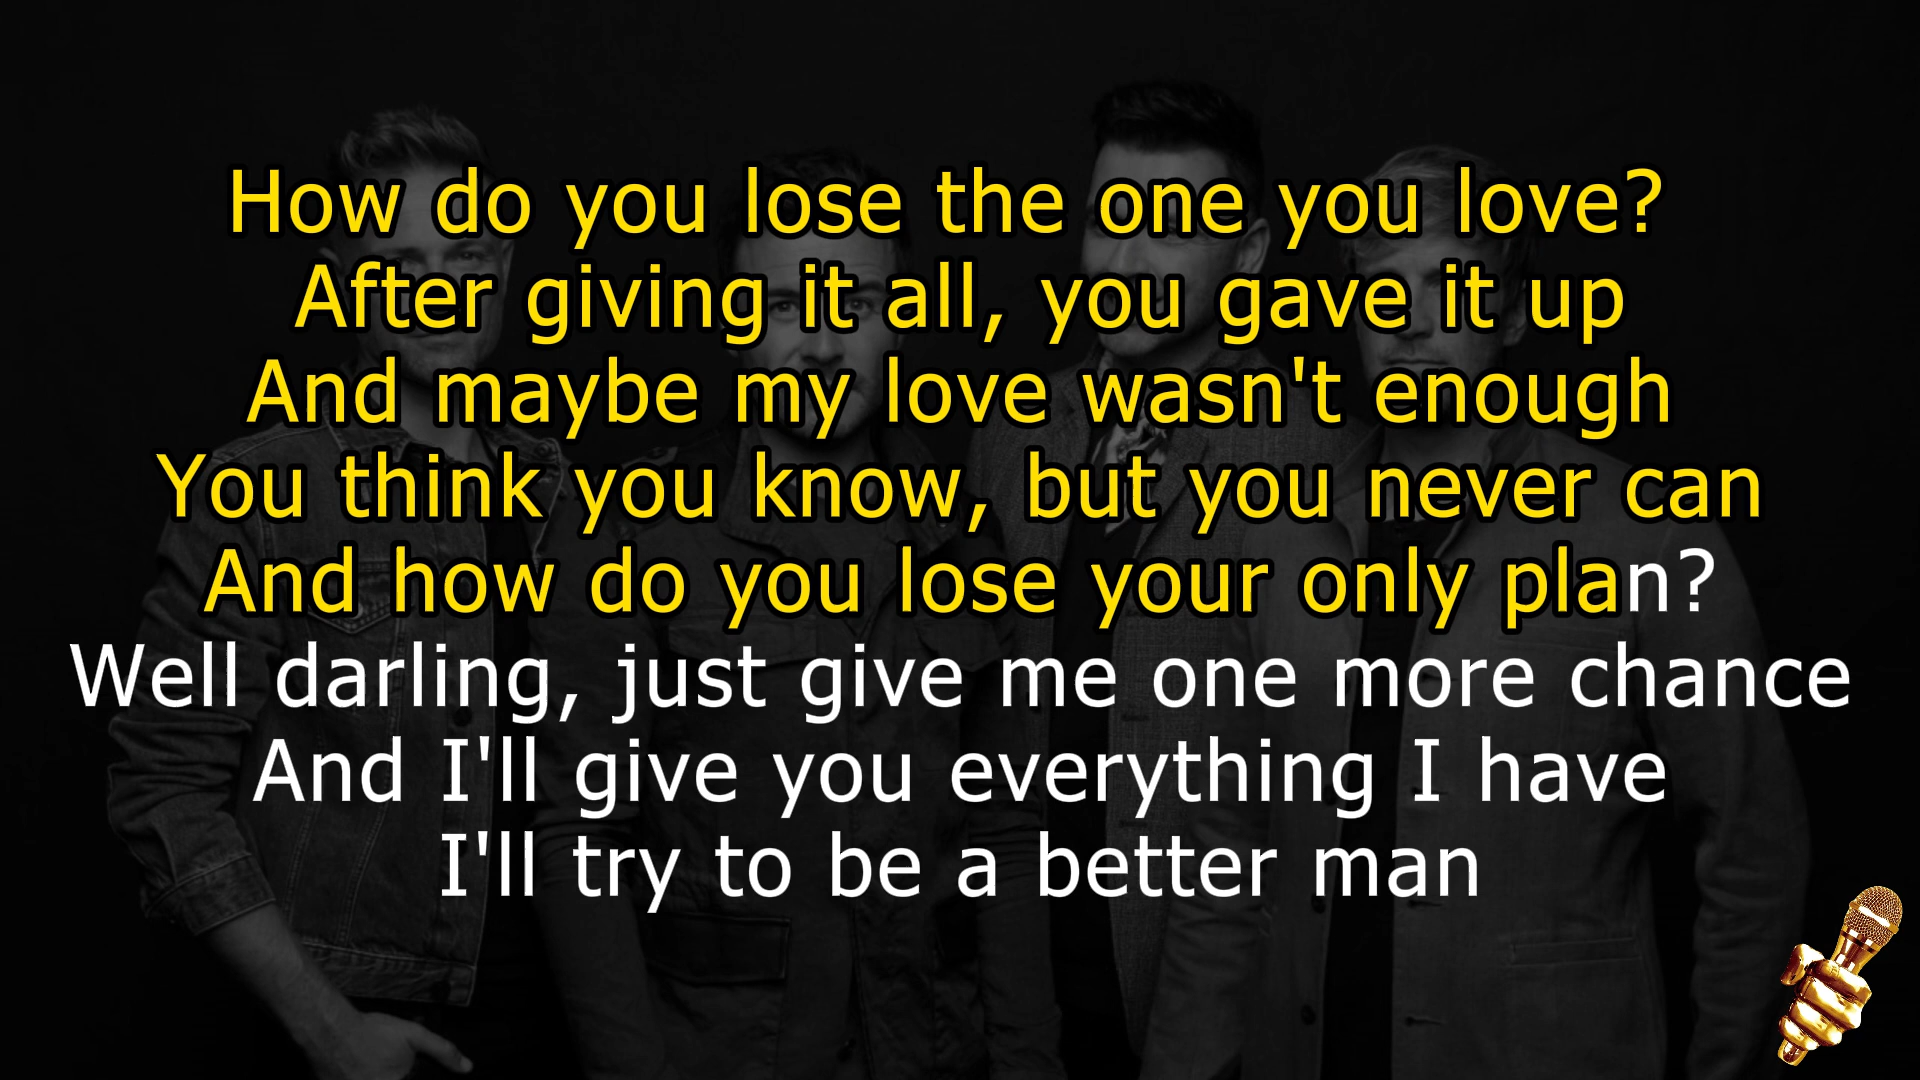 How do you lose the one you love?
After giving it all, you gave it up
And maybe my love wasn't enough
You think you know, but you never can
And how do you lose your only plan?
Well darling, just give me one more chance
And I'll give you everything I have
I'll try to be a better man